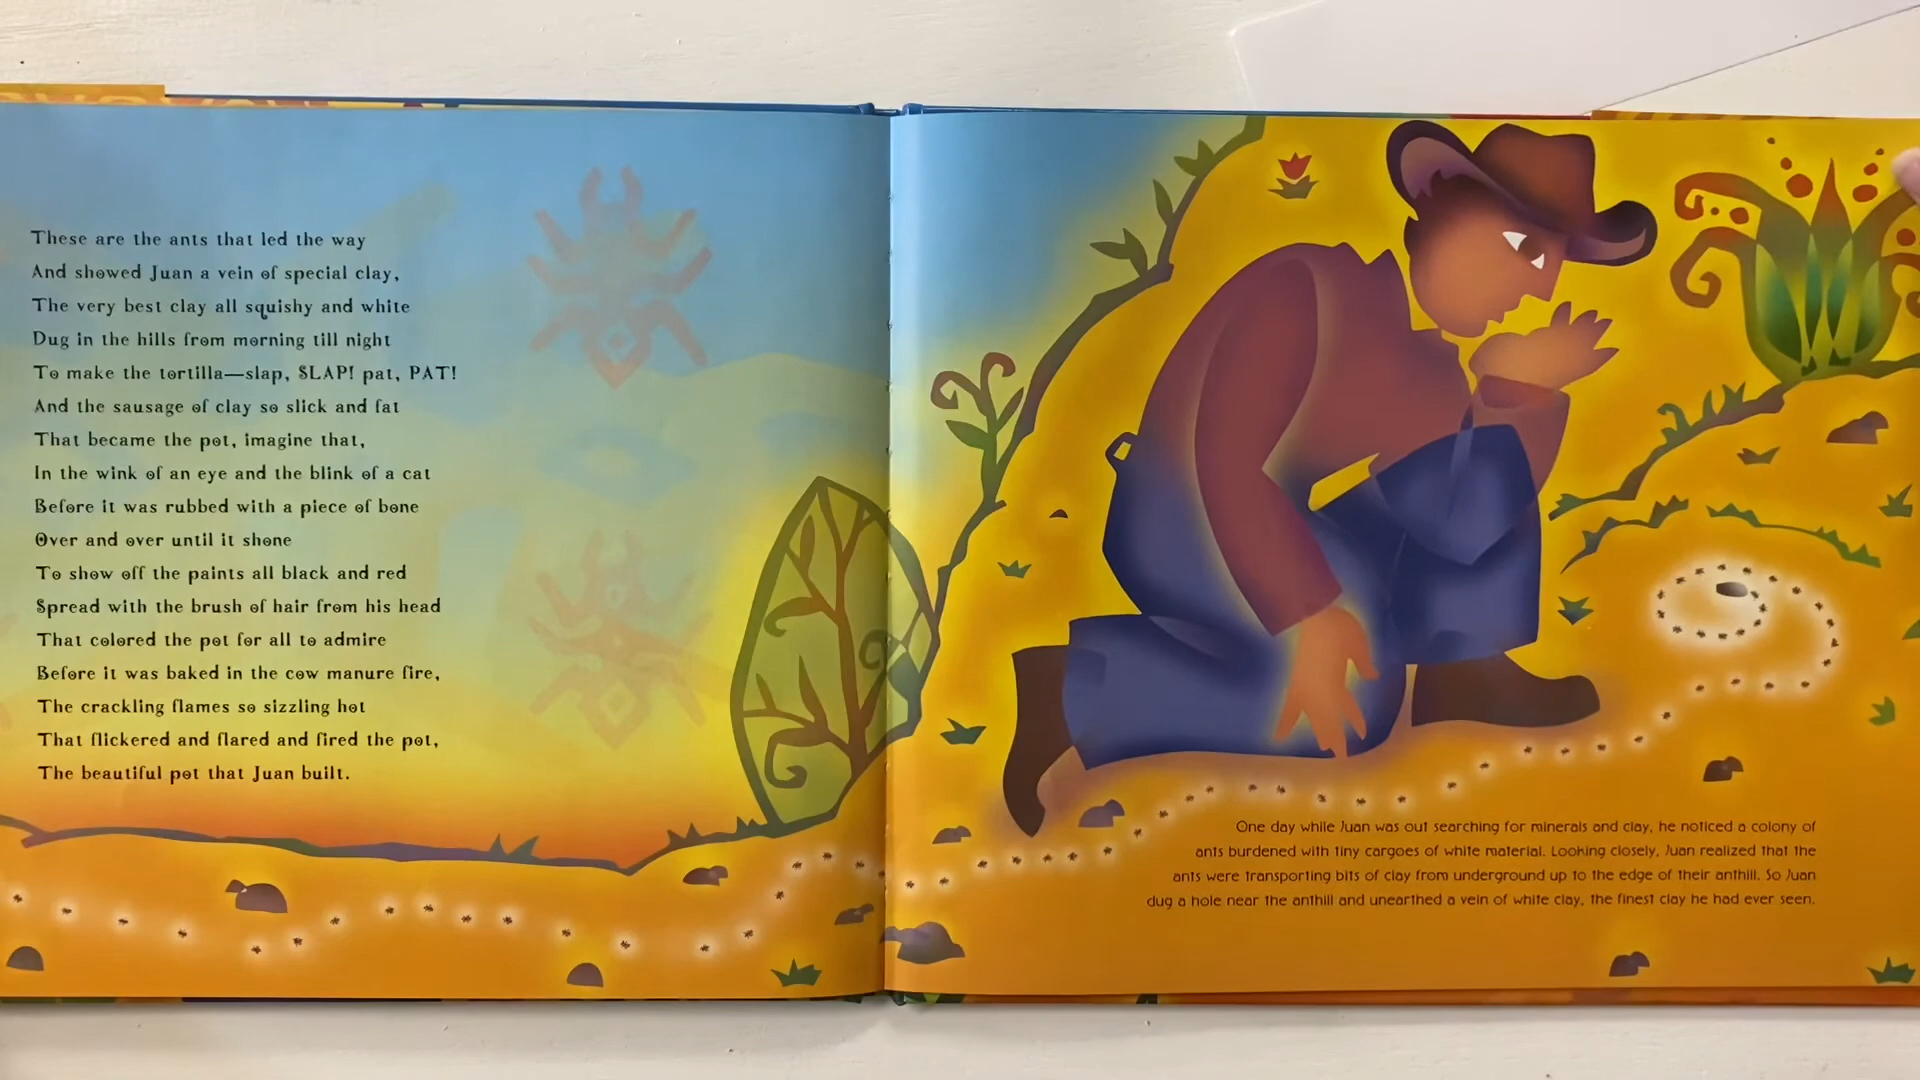 These are the ants that led the way
And showed Juan a vein of special clay,
The very best clay all squishy and white
Dug in the hills from morning till night
To make the tortilla—slap, SLAP! pat, PAT!
And the sausage of clay so slick and fat
That became the pot, imagine that,
In the wink of an eye and the blink of a cat
Before it was rubbed with a piece of bone
Over and over until it shone
To show off the paints all black and red
Spread with the brush of hair from his head
That colored the pot for all to admire
Before it was baked in the cow manure fire,
The crackling flames so sizzling hot
That flickered and flared and fired the pot,
The beautiful pot that Juan built.
One day while Juan was out searching for minerals and clay, he noticed a colony of
ants burdened with tiny cargoes of white material. Looking closely, Juan realized that the
ants were transporting bits of clay from underground up to the edge of their anthill. So Juan
dug a hole near the anthill and unearthed a vein of white clay, the finest clay he had ever seen.